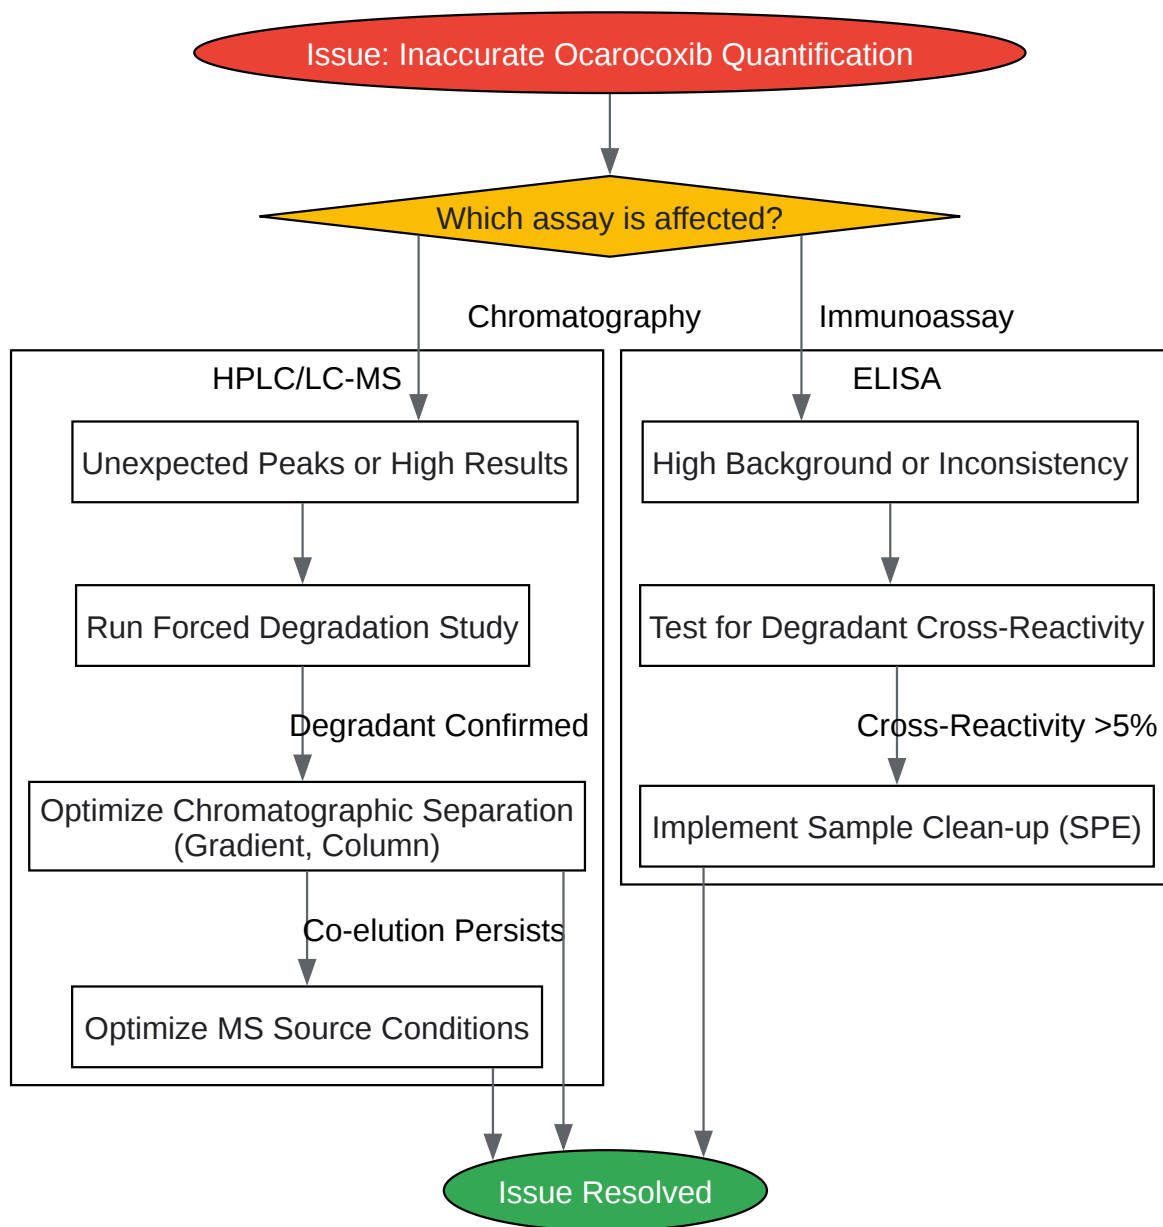 Issue: Inaccurate Ocarocoxib Quantification
Which assay is affected?
Chromatography
Immunoassay
HPLC/LC-MS
Unexpected Peaks or High Results
Run Forced Degradation Study
Degradant Confirmed
Optimize Chromatographic Separation
(Gradient, Column)
Co-elution Persists
Optimize MS Source Conditions
ELISA
High Background or Inconsistency
Test for Degradant Cross-Reactivity
Cross-Reactivity >5%
Implement Sample Clean-up (SPE)
Issue Resolved